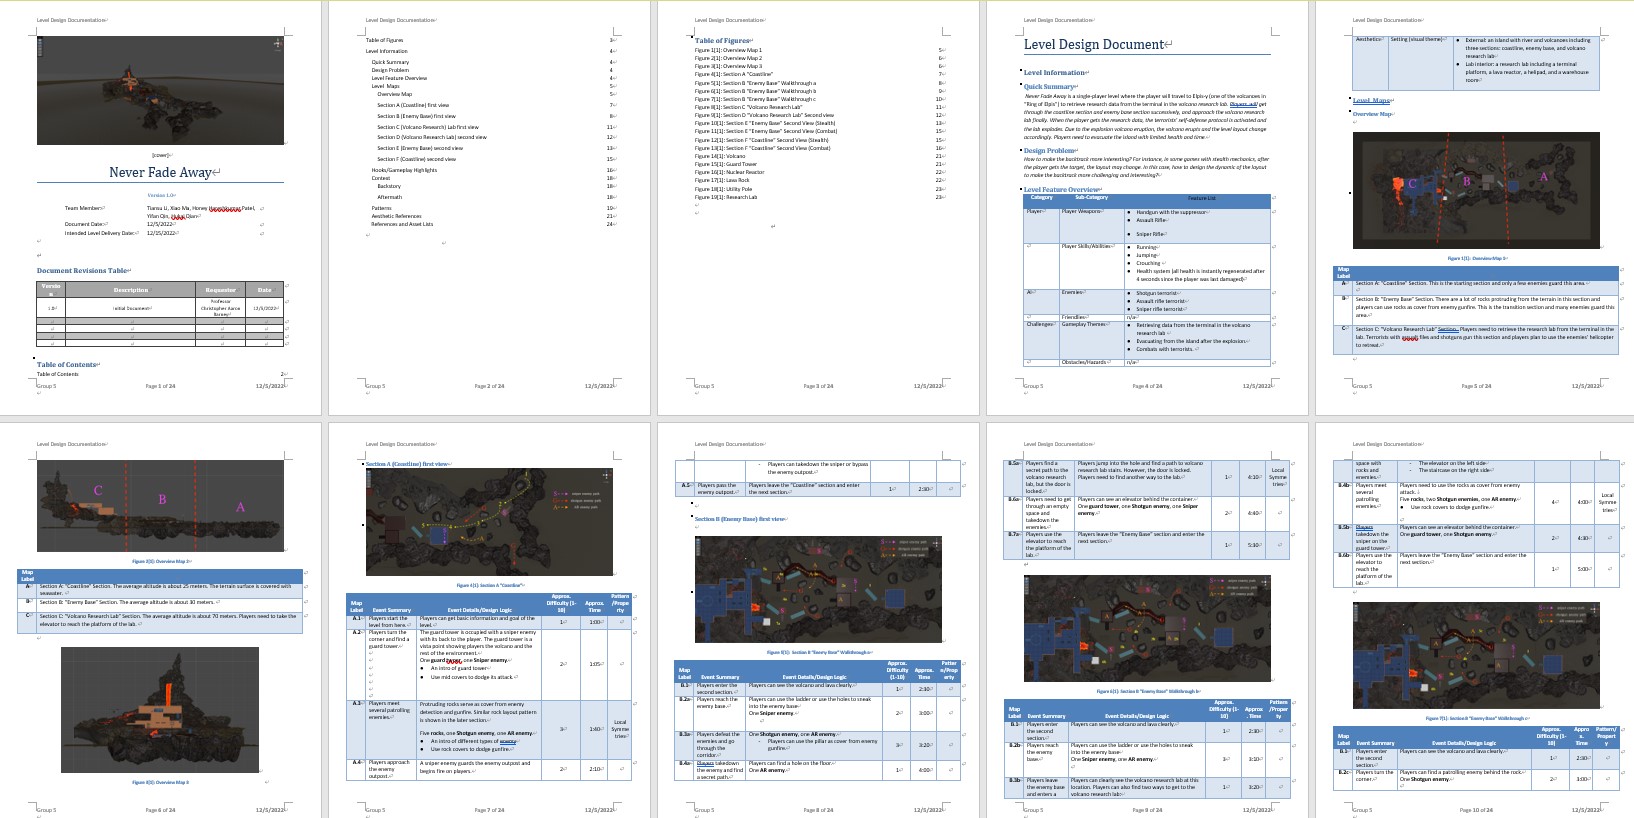 Level Design Documentation
[cover]
Never Fade Away
Version 1.0
Team Member: Tiansu Li, Xiao Ma, Honey Patel,
Yifan Qin, Qian
Document Date: 12/5/2022
Intended Level Delivery Date: 12/15/2022
Document Revisions Table
Version Description Requestor Date
1.0 Initial Document Professor Christopher Aaron 12/5/2022
Table of Contents
Table of Contents 2
Group 5 Page 1 of 24 12/5/2022
Level Design Documentation
Table of Figures 3
Level Information 4
Quick Summary 4
Design Problem 4
Level Feature Overview 4
Level Maps 5
Overview Map 5
Section A (Coastline) first view 7
Section B (Enemy Base) first view 8
Section C (Volcano Research) Lab first view 11
Section D (Volcano Research Lab) second view 12
Section E (Enemy Base) second view 13
Section F (Coastline) second view 15
Hooks/Gameplay Highlights 16
Context 18
Backstory 18
Aftermath 18
Patterns 19
Aesthetic References 21
References and Asset Lists 24
Group 5 Page 2 of 24 12/5/2022
Level Design Documentation
Table of Figures
Figure 1[1]: Overview Map 1 5
Figure 2[1]: Overview Map 2 6
Figure 3[1]: Overview Map 3 6
Figure 4[1]: Section A "Coastline" 7
Figure 5[1]: Section B "Enemy Base" Walkthrough a 8
Figure 6[1]: Section B "Enemy Base" Walkthrough b 9
Figure 7[1]: Section B "Enemy Base" Walkthrough c 10
Figure 8[1]: Section C "Volcano Research Lab" 11
Figure 9[1]: Section D "Volcano Research Lab" Second view 12
Figure 10[1]: Section E "Enemy Base" Second View (Stealth) 13
Figure 11[1]: Section E "Enemy Base" Second View (Combat) 15
Figure 12[1]: Section F "Coastline" Second View (Stealth) 15
Figure 13[1]: Section F "Coastline" Second View (Combat) 16
Figure 14[1]: Volcano 21
Figure 15[1]: Guard Tower 21
Figure 16[1]: Nuclear Reactor 22
Figure 17[1]: Lava Rock 22
Figure 18[1]: Utility Pole 23
Figure 19[1]: Research Lab 23
Group 5 Page 3 of 24 12/5/2022
Level Design Documentation
Level Design Document
Level Information
Quick Summary
Never Fade Away is a single-player level where the player will travel to Elpis-y (one of the volcanoes in
"Ring of Elpis") to retrieve research data from the terminal in the volcano research lab. Players will get
through the coastline section and enemy base section successively, and approach the volcano research
lab finally. When the player gets the research data, the terrorists' self-defense protocol is activated and
the lab explodes. Due to the explosion volcano eruption, the volcano erupts and the level layout change
accordingly. Players need to evacuate the island with limited health and time.
Design Problem
How to make the backtrack more interesting? For instance, in some games with stealth mechanics, after
the player gets the target, the layout may change. In this case, how to design the dynamic of the layout
to make the backtrack more challenging and interesting?
Level Feature Overview
Category Sub-Category Feature List
Player Player Weapons Handgun with the suppressor
Assault Rifle
Sniper Rifle
Player Skills/Abilities Running
Jumping
Crouching
Health system (all health is instantly regenerated after
4 seconds since the player was last damaged)
AI Enemies Shotgun terrorist
Assault rifle terrorist
Sniper rifle terrorist
Friendlies n/a
Challenges Gameplay Themes Retrieving data from the terminal in the volcano
research lab
Evacuating from the island after the explosion.
Combats with terrorists.
Obstacles/Hazards n/a
Group 5 Page 4 of 24 12/5/2022
Level Design Documentation
Aesthetics Setting (visual theme) External: an island with river and volcanoes including
three sections: coastline, enemy base, and volcano
research lab
Lab interior: a research lab including a terminal
platform, a lava reactor, a helipad, and a warehouse
room
Level Maps
Overview Map
C B A
Figure 1[1]: Overview Map 1
Map Label
A Section A: "Coastline" Section. This is the starting section and only a few enemies guard this area.
B Section B: "Enemy Base" Section. There are a lot of rocks protruding from the terrain in this section and
players can use rocks as cover from enemy gunfire. This is the transition section and many enemies guard this
area.
C Section C: "Volcano Research Lab" Section. Players need to retrieve the research lab from the terminal in the
lab. Terrorists with files and shotguns gun this section and players plan to use the enemies' helicopter
to retreat.
Group 5 Page 5 of 24 12/5/2022
Level Design Documentation
C B A
Figure 2[1]: Overview Map 2
Map Label
A Section A: "Coastline" Section. The average altitude is about 25 meters. The terrain surface is covered with
seawater.
B Section B: "Enemy Base" Section. The average altitude is about 30 meters.
C Section C: "Volcano Research Lab" Section. The average altitude is about 70 meters. Players need to take the
elevator to reach the platform of the lab.
Figure 3[1]: Overview Map 3
Group 5 Page 6 of 24 12/5/2022
Level Design Documentation
Section A (Coastline) first view
Figure 4[1]: Section A "Coastline"
Map Label Event Summary Event Details/Design Logic Approx. Difficulty (1-10) Approx. Time Pattern/Property
A.1 Players start the level from here. Players can get basic information and goal of the level. 1 1:00
A.2 Players turn the corner and find a guard tower. The guard tower is occupied with a sniper enemy with its back to the player. The guard tower is a vista point showing players the volcano and the rest of the environment. One guard tower, one Sniper enemy.
An intro of guard tower
Use mid covers to dodge its attack.
2 1:05
A.3 Players meet several patrolling enemies. Protruding rocks serve as cover from enemy detection and gunfire. Similar rock layout pattern is shown in the later section.
Five rocks, one Shotgun enemy, one AR enemy.
An intro of different types of enemy
Use rock covers to dodge gunfire.
3 1:40 Local Symmetries
A.4 Players approach the enemy outpost. A sniper enemy guards the enemy outpost and begins fire on players. 2 2:10
Group 5 Page 7 of 24 12/5/2022
Level Design Documentation
- Players can takedown the sniper or bypass the enemy outpost.
A.5 Players pass the enemy outpost. Players leave the "Coastline" section and enter the next section. 1 2:30
Section B (Enemy Base) first view
Figure 5[1]: Section B "Enemy Base" Walkthrough a
Map Label Event Summary Event Details/Design Logic Approx. Difficulty (1-10) Approx. Time Pattern/Property
B.1 Players enter the second section. Players can see the volcano and lava clearly. 1 2:30
B.2a Players reach the enemy base. Players can use the ladder or use the holes to sneak into the enemy base. One Sniper enemy. 2 3:00
B.3a Players defeat the enemies and go through the corridor. One Shotgun enemy, one AR enemy.
- Players can use the pillar as cover from enemy gunfire.
3 3:20
B.4a Players takedown the enemy and find a secret path. Players can find a hole on the floor. One AR enemy. 1 4:00
Group 5 Page 8 of 24 12/5/2022
Level Design Documentation
B.5a Players find a secret path to volcano research lab, but the door is locked. Players jump into the hole and find a path to volcano research lab stairs. However, the door is locked. Players need to find another way to the lab. 1 4:10 Local Symmetries
B.6a Players need to get through an empty space and takedown the enemies. Players can see an elevator behind the container. One guard tower, one Shotgun enemy, one Sniper enemy. 2 4:40
B.7a Players use the elevator to reach the platform of the lab. Players leave the "Enemy Base" section and enter the next section. 1 5:10
Figure 6[1]: Section B "Enemy Base" Walkthrough b
Map Label Event Summary Event Details/Design Logic Approx. Difficulty (1-10) Approx. Time Pattern/Property
B.1 Players enter the second section. Players can see the volcano and lava clearly. 1 2:30
B.2b Players reach the enemy base. Players can use the ladder or the holes to sneak into the enemy base One Sniper enemy, one AR enemy. 3 3:10
B.3b Players leave the enemy base and enters a Players can clearly see the volcano research lab at this location. Players can also find two ways to get to the volcano research lab: 1 3:20
Group 5 Page 9 of 24 12/5/2022
Level Design Documentation
space with rocks and enemies. - The elevator on the left side
- The staircase on the right side
B.4b Players meet several patrolling enemies. Players need to use the rocks as cover from enemy attack. Five rocks, two Shotgun enemies, one AR enemy.
Use rock covers to dodge gunfire.
4 4:00 Local Symmetries
B.5b Players takedown the sniper on the guard tower. Players can see an elevator behind the container. One guard tower, one Shotgun enemy. 2 4:30
B.6b Players use the elevator to reach the platform of the lab. Players leave the "Enemy Base" section and enter the next section. 1 5:00
Figure 7[1]: Section B "Enemy Base" Walkthrough c
Map Label Event Summary Event Details/Design Logic Approx. Difficulty (1-10) Approx. Time Pattern/Property
B.1 Players enter the second section. Players can see the volcano and lava clearly. 1 2:30
B.2c Players turn the corner. Players can find a patrolling enemy behind the rock. One Shotgun enemy. 2 3:00
Group 5 Page 10 of 24 12/5/2022